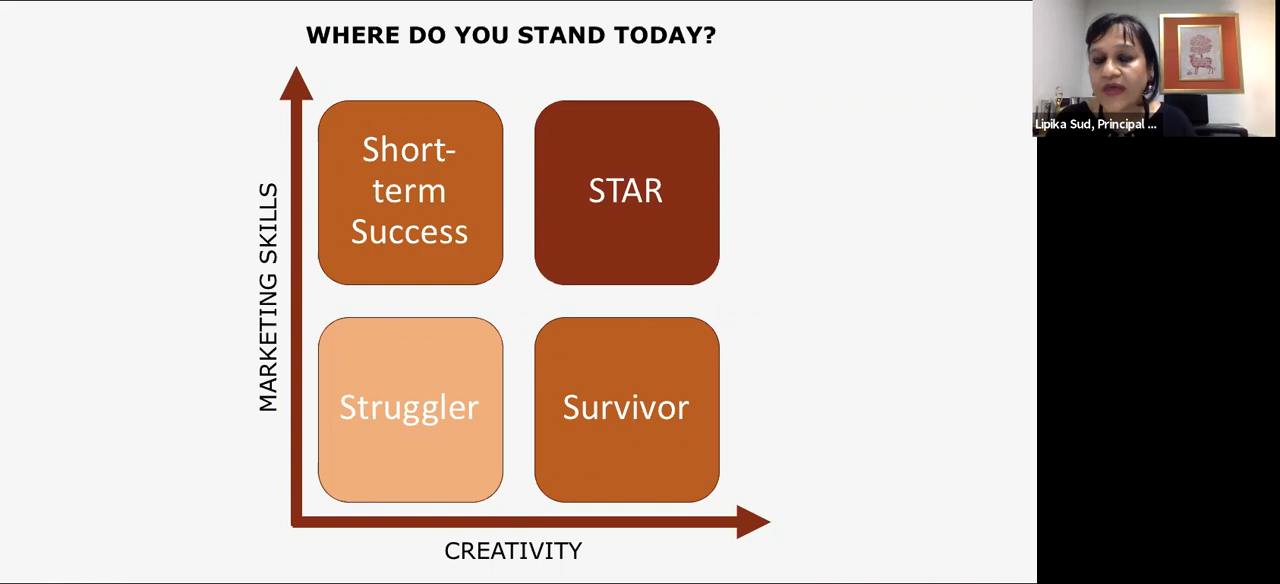 WHERE DO YOU STAND TODAY?
MARKETING SKILLS
Short-
term
Success
STAR
Struggler
Survivor
CREATIVITY
Lipika Sud, Principal ...